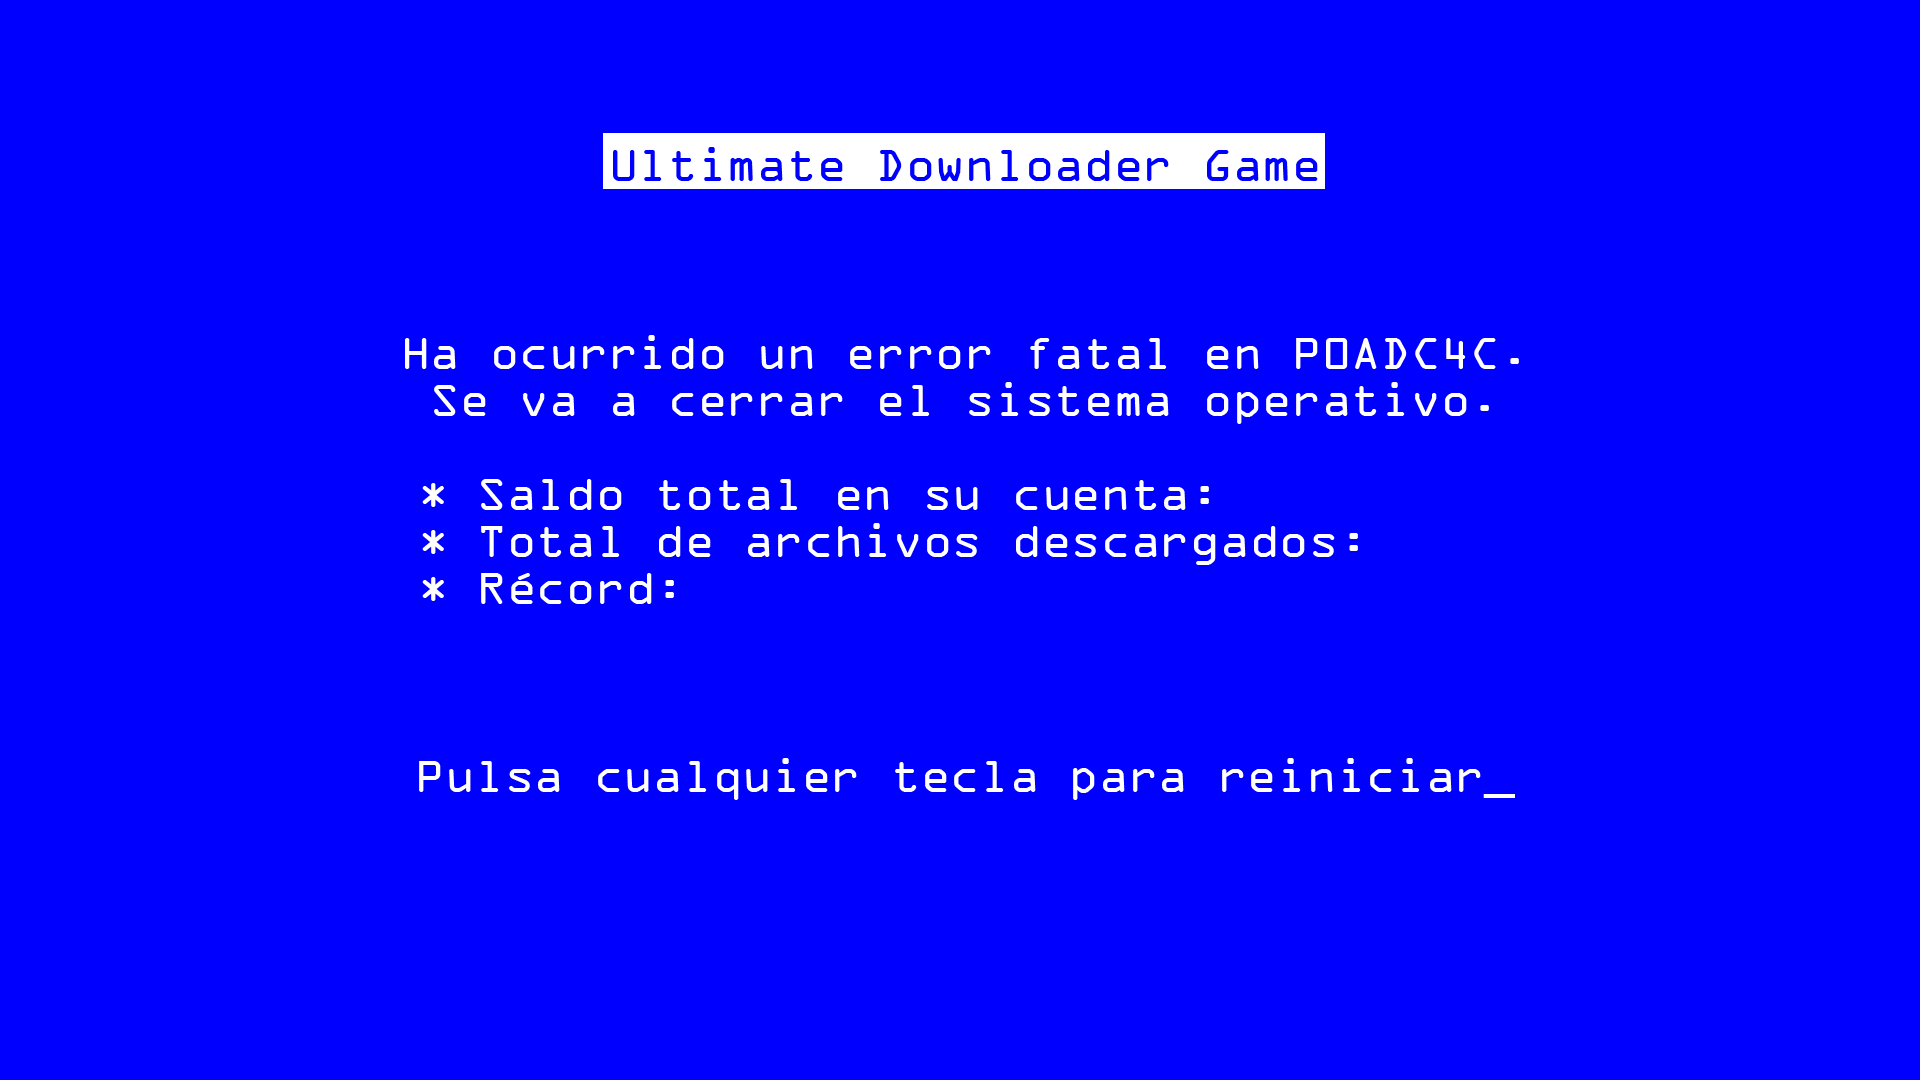 Ultimate Downloader Game
Ha ocurrido un error fatal en P0ADC4C.
Se va a cerrar el sistema operativo.
* Saldo total en su cuenta:
* Total de archivos descargados:
* Récord:
Pulsa cualquier tecla para reiniciar_